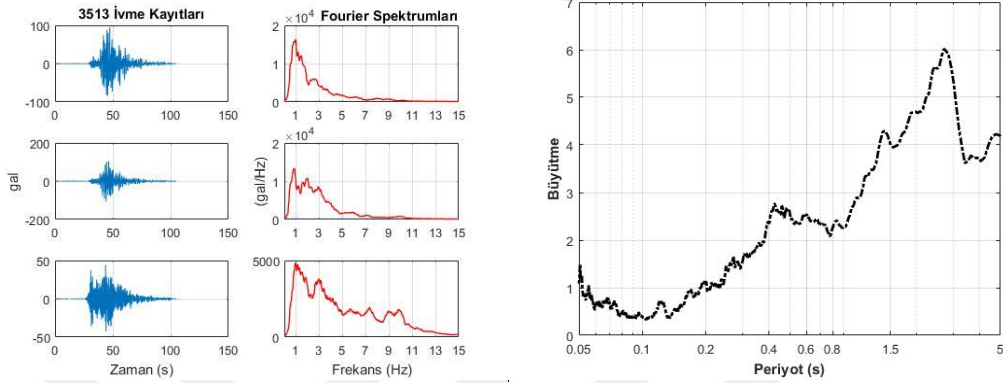 3513 İvme Kayıtları
100
0
-100
0 50 100 150
200
0
-200
0 50 100 150
50
0
-50
0 50 100 150
gal
Zaman (s)
Fourier Spektrumları
2 ×10⁴
1
0
1 3 5 7 9 11 13 15
2 ×10⁴
1
0
1 3 5 7 9 11 13 15
5000
0
1 3 5 7 9 11 13 15
(gal/Hz)
Frekans (Hz)
7
6
5
4
3
2
1
0
0.05 0.1 0.2 0.4 0.6 0.8 1.5 5
Büyütme
Periyot (s)